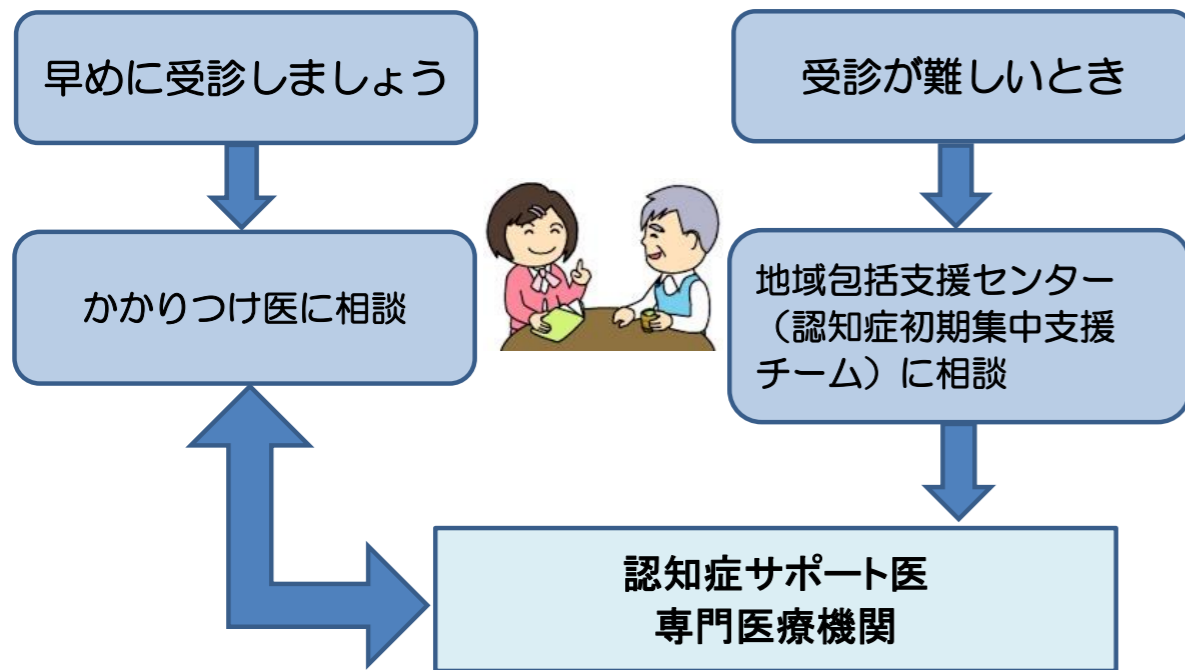 早めに受診しましょう
受診が難しいとき
かかりつけ医に相談
地域包括支援センター
（認知症初期集中支援
チーム）に相談
認知症サポート医
専門医療機関